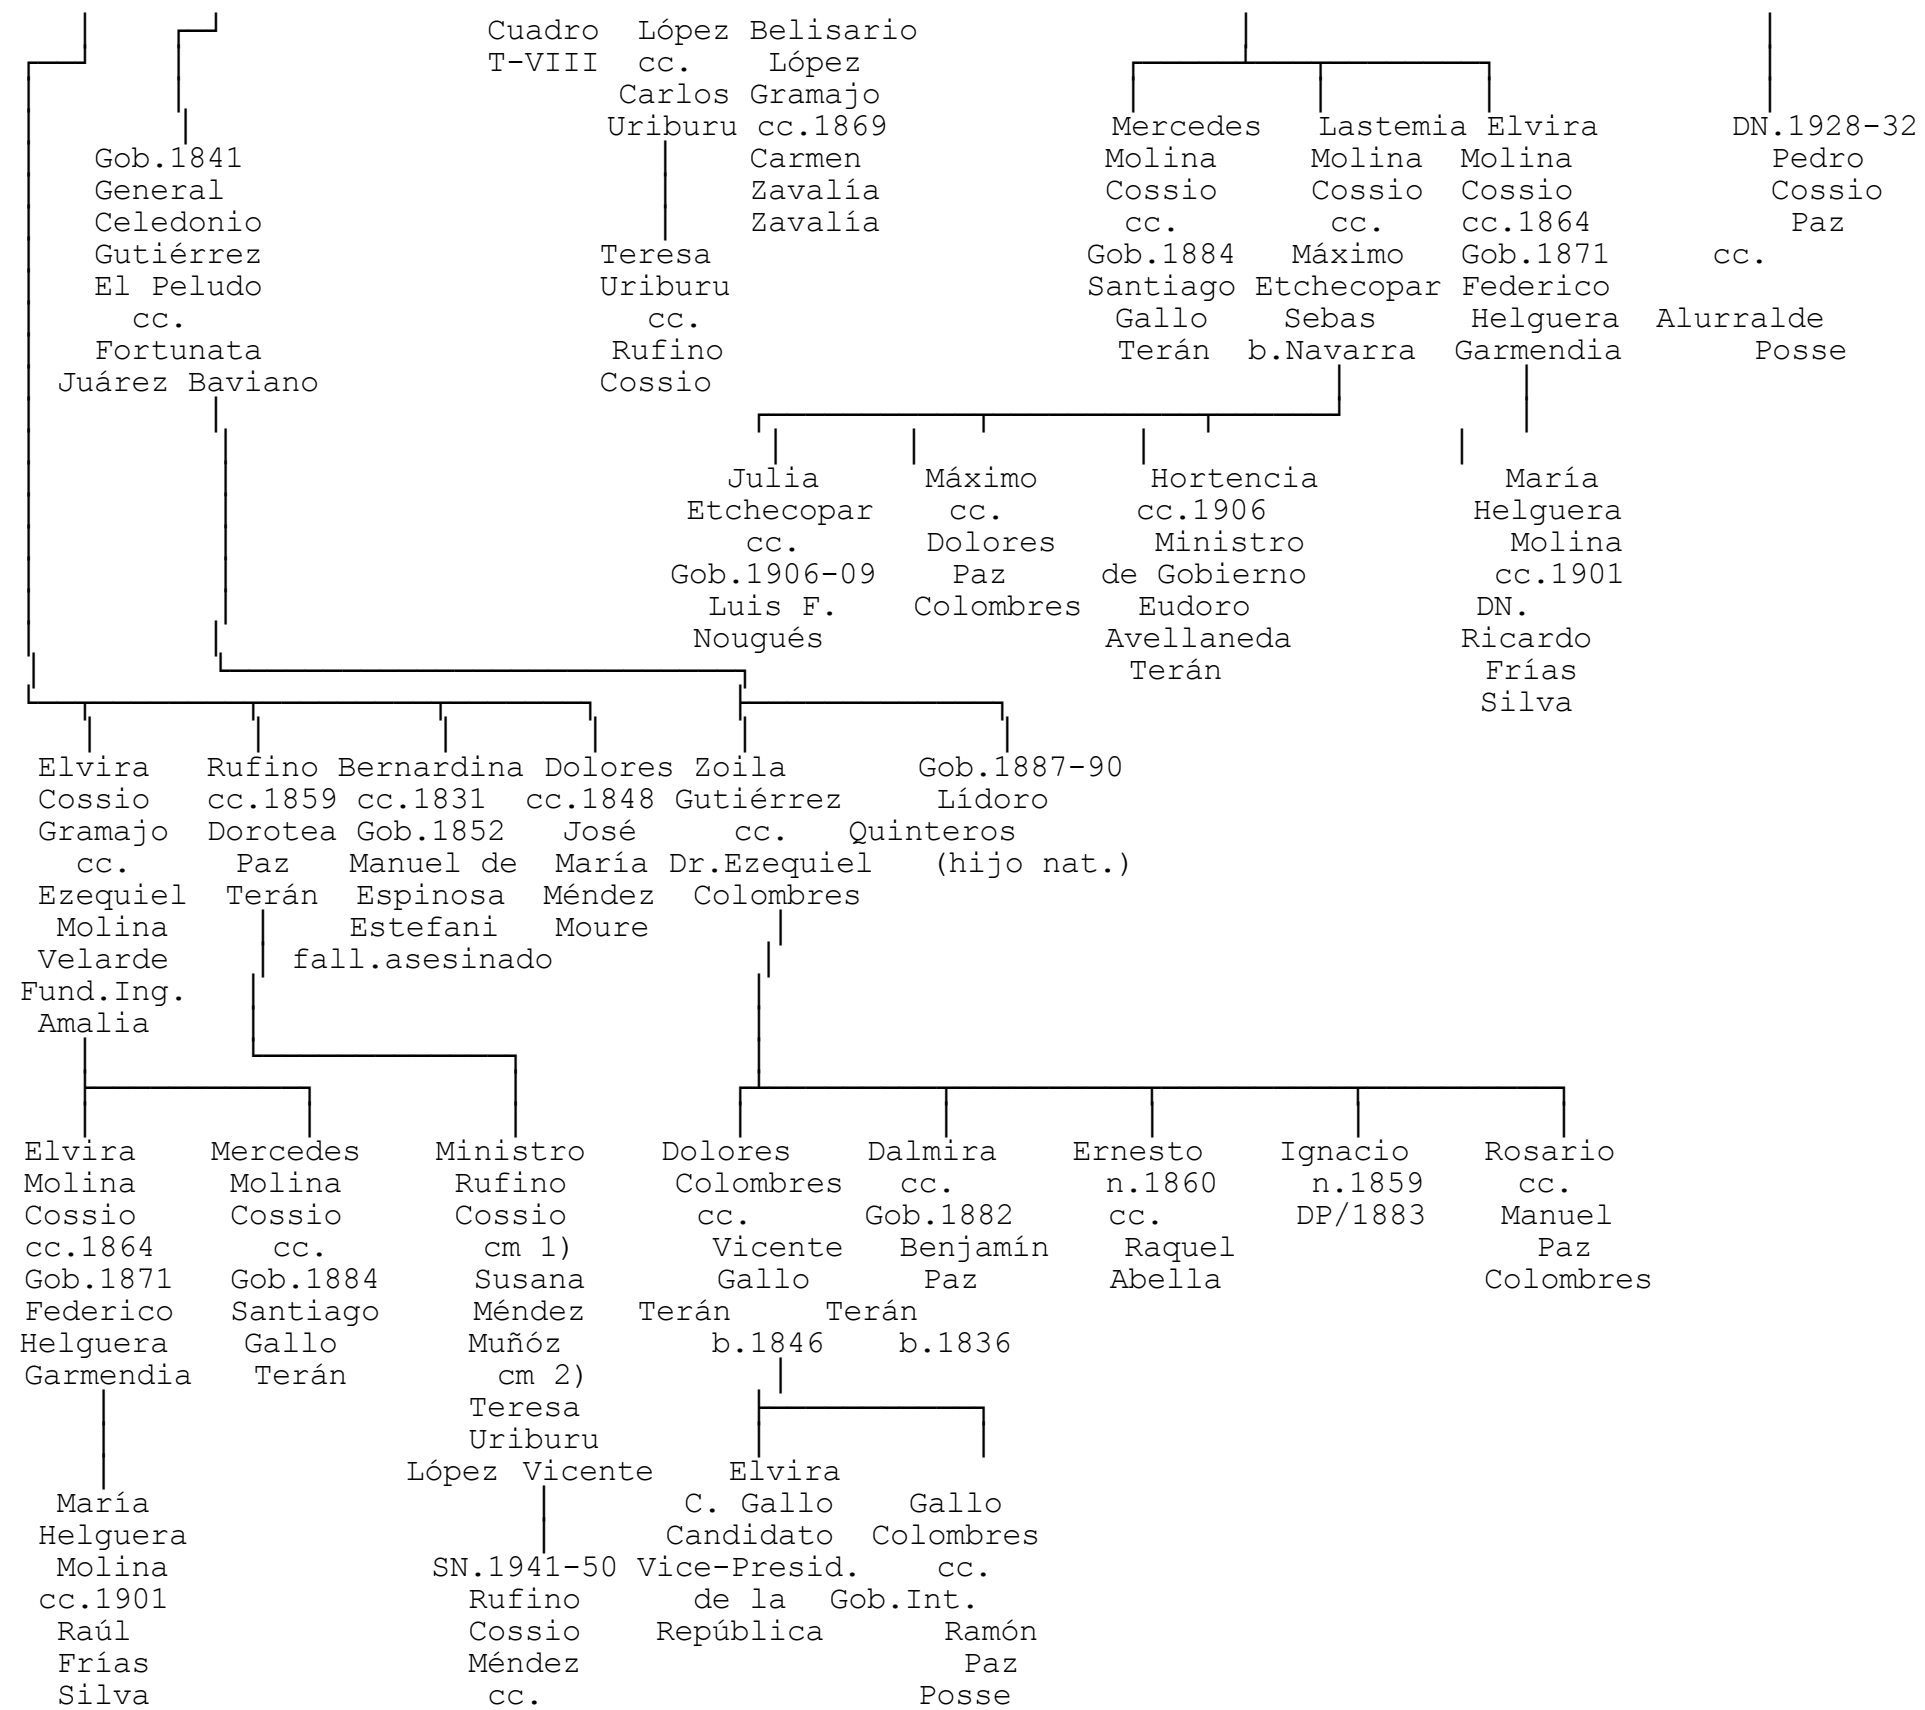 Cuadro López Belisario
T-VIII cc. López
Carlos Gramajo
Uriburu cc.1869 Mercedes Lastemia Elvira DN.1928-32
Gob.1841 Carmen Molina Molina Molina Pedro
General Zavalía Cossio Cossio Cossio Cossio
Celedonio Zavalía cc. cc. cc.1864 Paz
Gutiérrez Teresa Gob.1884 Máximo Gob.1871 cc.
El Peludo Uriburu Santiago Etchecopar Federico
cc. cc. Gallo Sebas Helguera Alurralde
Fortunata Rufino Terán b.Navarra Garmendia Posse
Juárez Baviano Cossio
Julia Máximo Hortencia María
Etchecopar cc. cc.1906 Helguera
cc. Dolores Ministro Molina
Gob.1906-09 Paz de Gobierno cc.1901
Luis F. Colombres Eudoro DN.
Nougués Avellaneda Ricardo
Terán Frías
Silva
Elvira Rufino Bernardina Dolores Zoila Gob.1887-90
Cossio cc.1859 cc.1831 cc.1848 Gutiérrez Lídoro
Gramajo Dorotea Gob.1852 José cc. Quinteros
cc. Paz Manuel de María Dr.Ezequiel (hijo nat.)
Ezequiel Terán Espinosa Méndez Colombres
Molina Estefani Moure
Velarde fall.asesinado
Fund.Ing.
Amalia
Elvira Mercedes Ministro Dolores Dalmira Ernesto Ignacio Rosario
Molina Molina Rufino Colombres cc. n.1860 n.1859 cc.
Cossio Cossio Cossio cc. Gob.1882 cc. DP/1883 Manuel
cc.1864 cc. cm 1) Vicente Benjamín Raquel Paz
Gob.1871 Gob.1884 Susana Gallo Paz Abella Colombres
Federico Santiago Méndez Terán Terán
Helguera Gallo Muñóz b.1846 b.1836
Garmendia Terán cm 2)
Teresa
Uriburu
López Vicente Elvira
María C. Gallo Gallo
Helguera Candidato Colombres
Molina SN.1941-50 Vice-Presid. cc.
cc.1901 Rufino de la Gob.Int.
Raúl Cossio República Ramón
Frías Méndez Paz
Silva cc. Posse